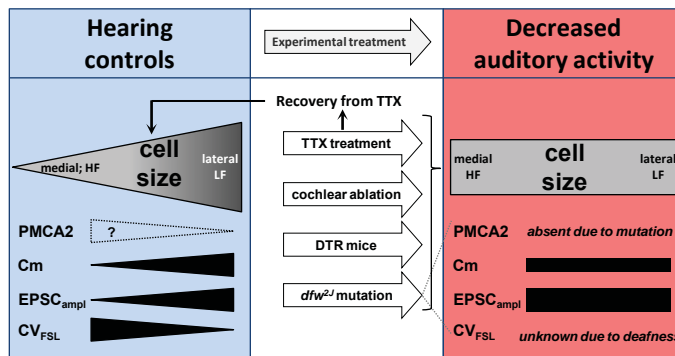 Hearing
controls
Experimental treatment
Decreased
auditory activity
Recovery from TTX
medial; HF
cell
size
lateral
LF
TTX treatment
cochlear ablation
DTR mice
dfw2J mutation
medial
HF
cell
size
lateral
LF
PMCA2
?
Cm
EPSCampl
CVFSL
PMCA2
absent due to mutation
Cm
EPSCampl
CVFSL
unknown due to deafness